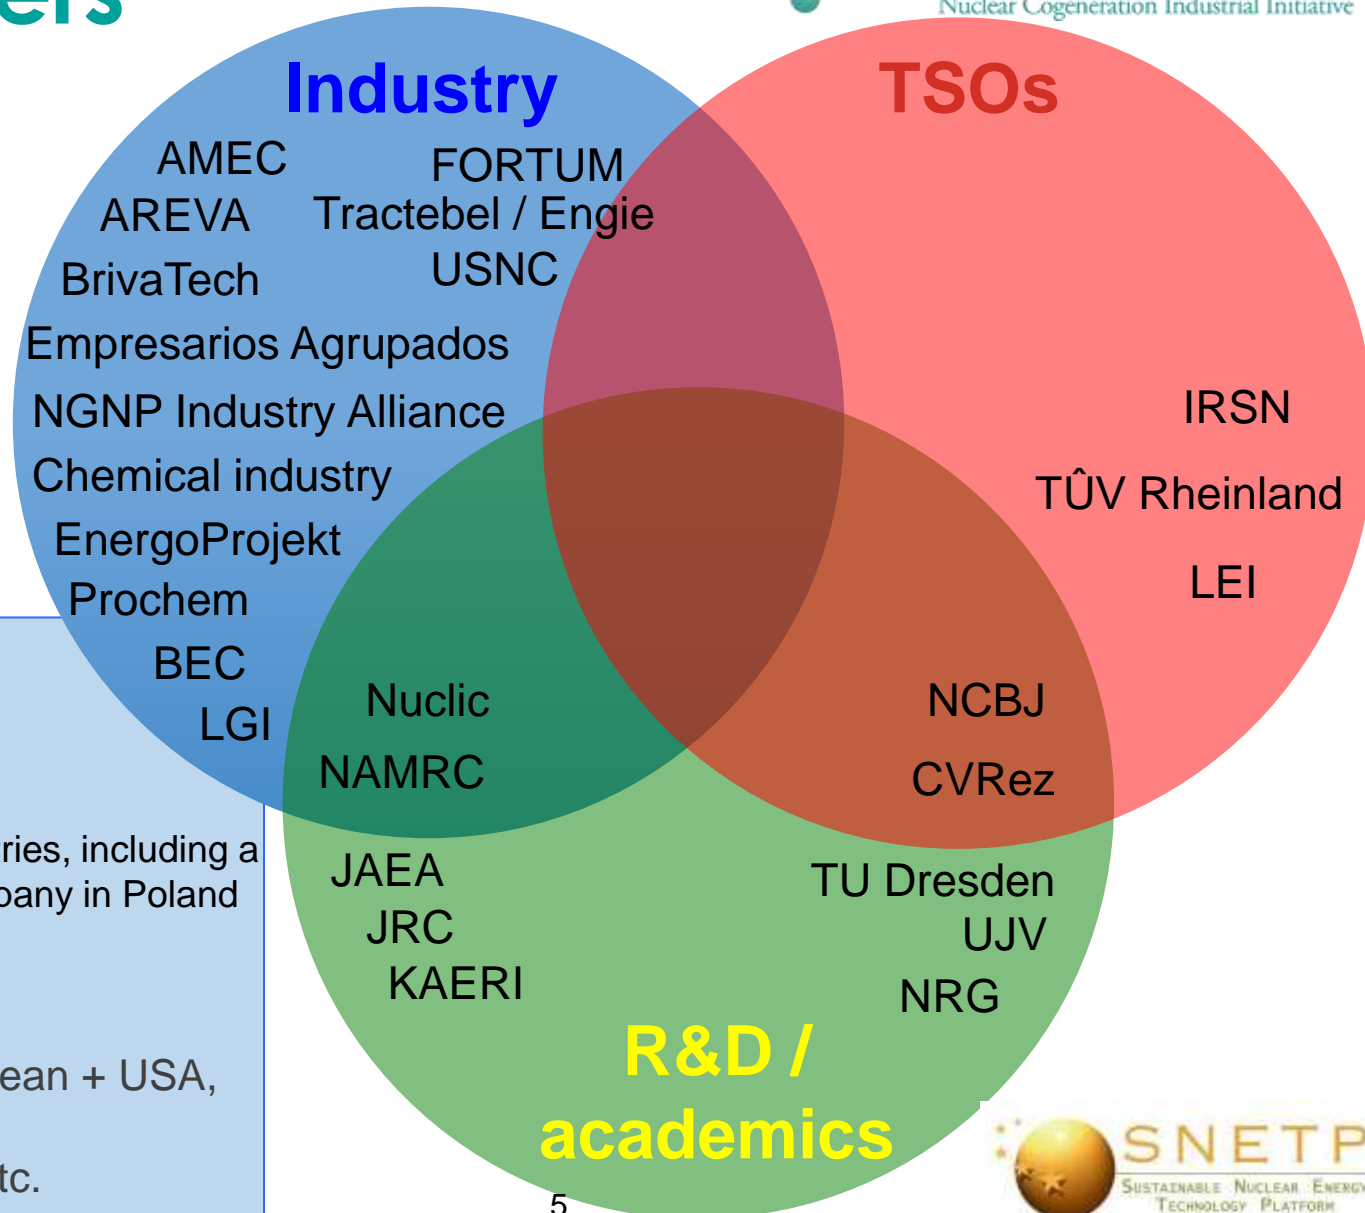 ers
Nuclear Cogeneration Industrial Initiative
Industry
TSOs
AMEC
FORTUM
AREVA
Tractebel / Engie
BrivaTech
USNC
Empresarios Agrupados
NGNP Industry Alliance
Chemical industry
EnergoProjekt
Prochem
BEC
LGI
IRSN
TÛV Rheinland
LEI
Nuclic
NAMRC
NCBJ
CVRez
JAEA
JRC
KAERI
TU Dresden
UJV
NRG
R&D /
academics
ries, including a
pany in Poland
ean + USA,
tc.
5
SNETP
SUSTAINABLE NUCLEAR ENERGY
TECHNOLOGY PLATFORM